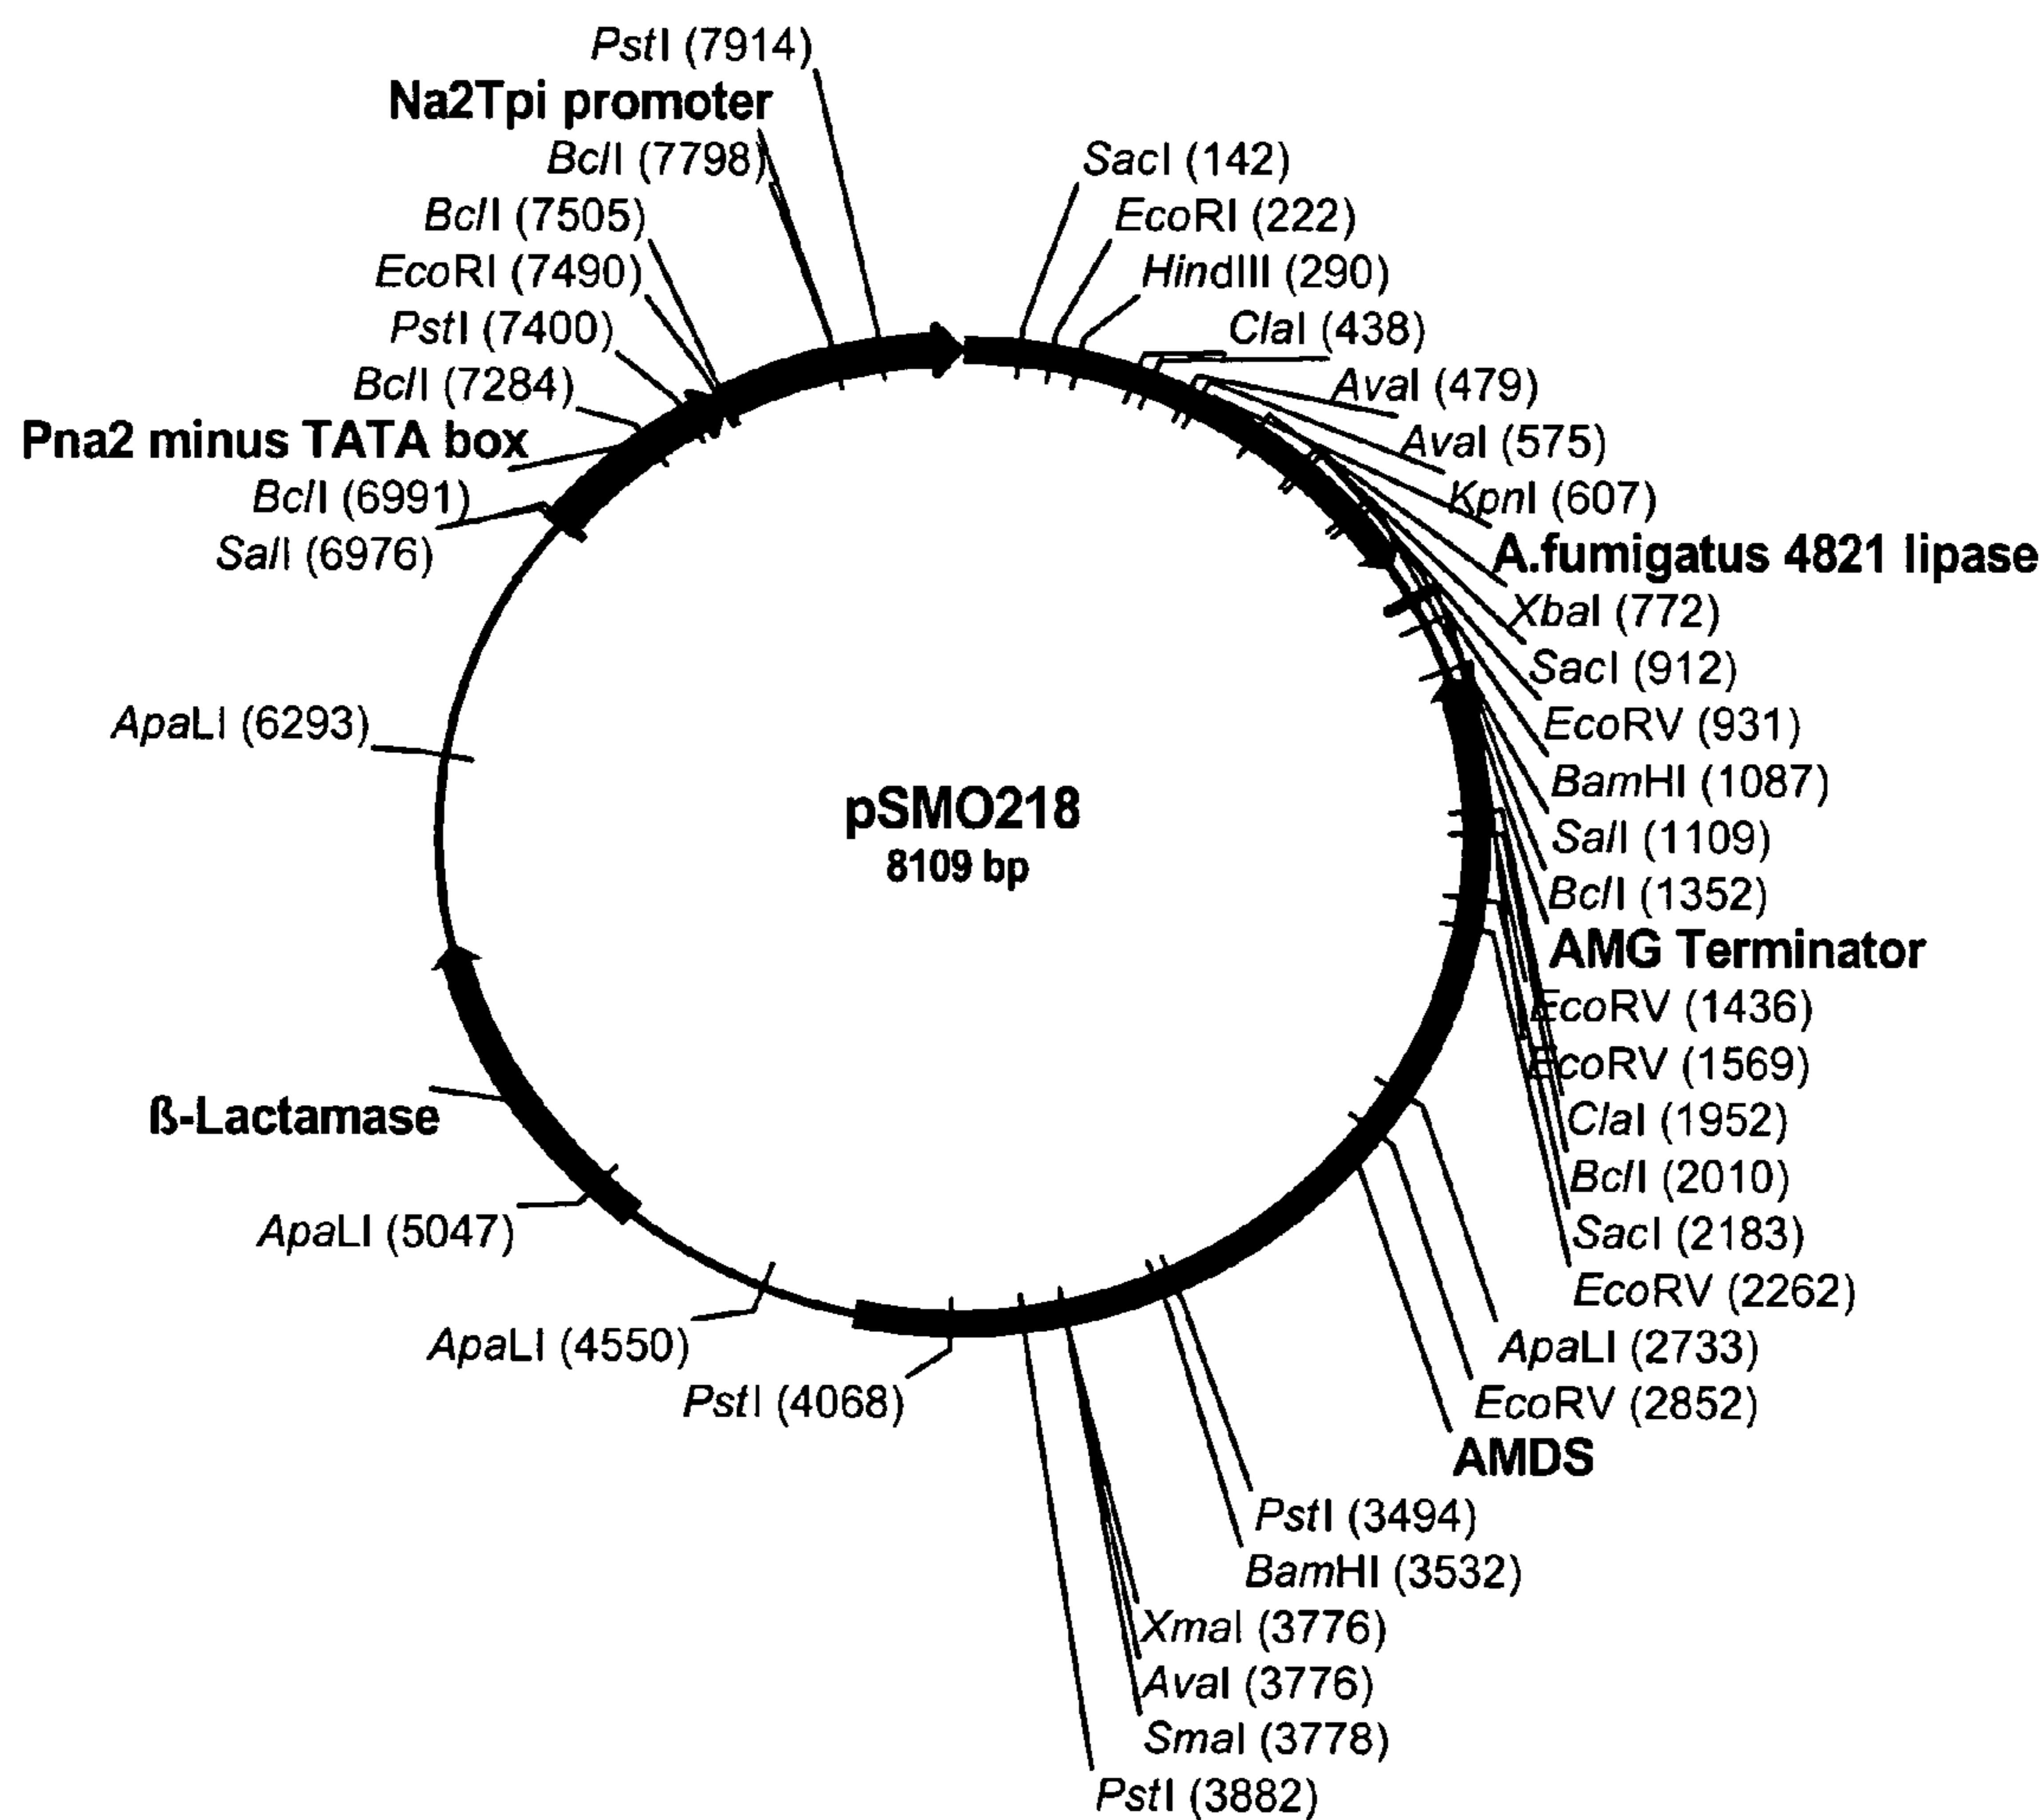 PstI (7914)
Na2Tpi promoter
BclI (7798)
BclI (7505)
EcoRI (7490)
PstI (7400)
BclI (7284)
Pna2 minus TATA box
BclI (6991)
SalI (6976)
ApaLI (6293)
ß-Lactamase
ApaLI (5047)
ApaLI (4550)
PstI (4068)
pSMO218
8109 bp
SacI (142)
EcoRI (222)
HindIII (290)
ClaI (438)
AvaI (479)
AvaI (575)
KpnI (607)
A.fumigatus 4821 lipase
XbaI (772)
SacI (912)
EcoRV (931)
BamHI (1087)
SalI (1109)
BclI (1352)
AMG Terminator
EcoRV (1436)
EcoRV (1569)
ClaI (1952)
BclI (2010)
SacI (2183)
EcoRV (2262)
ApaLI (2733)
EcoRV (2852)
AMDS
PstI (3494)
BamHI (3532)
XmaI (3776)
AvaI (3776)
SmaI (3778)
PstI (3882)